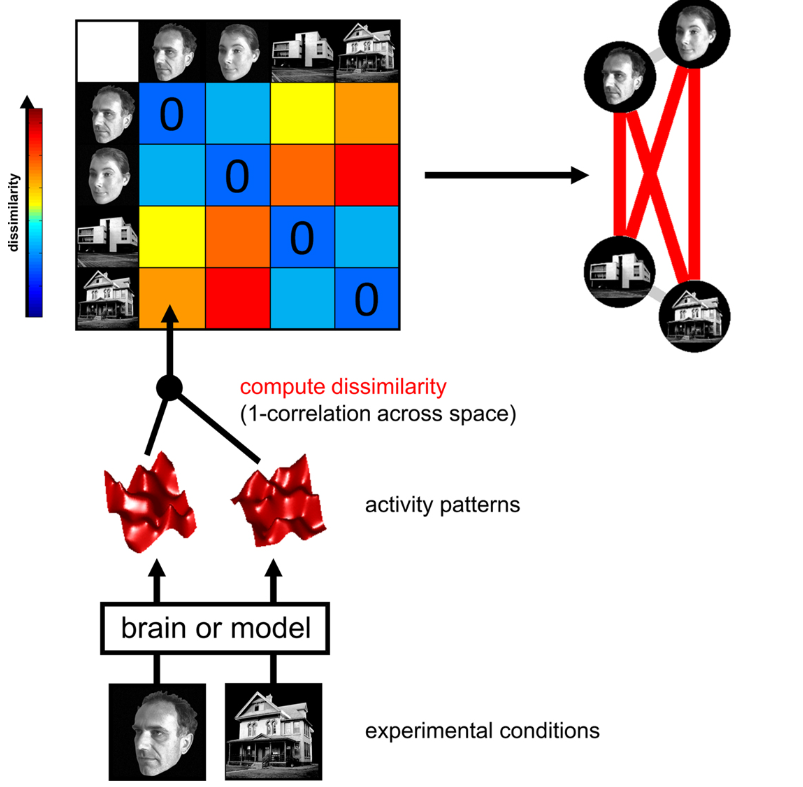 0
0
0
0
dissimilarity
compute dissimilarity
(1-correlation across space)
activity patterns
brain or model
experimental conditions